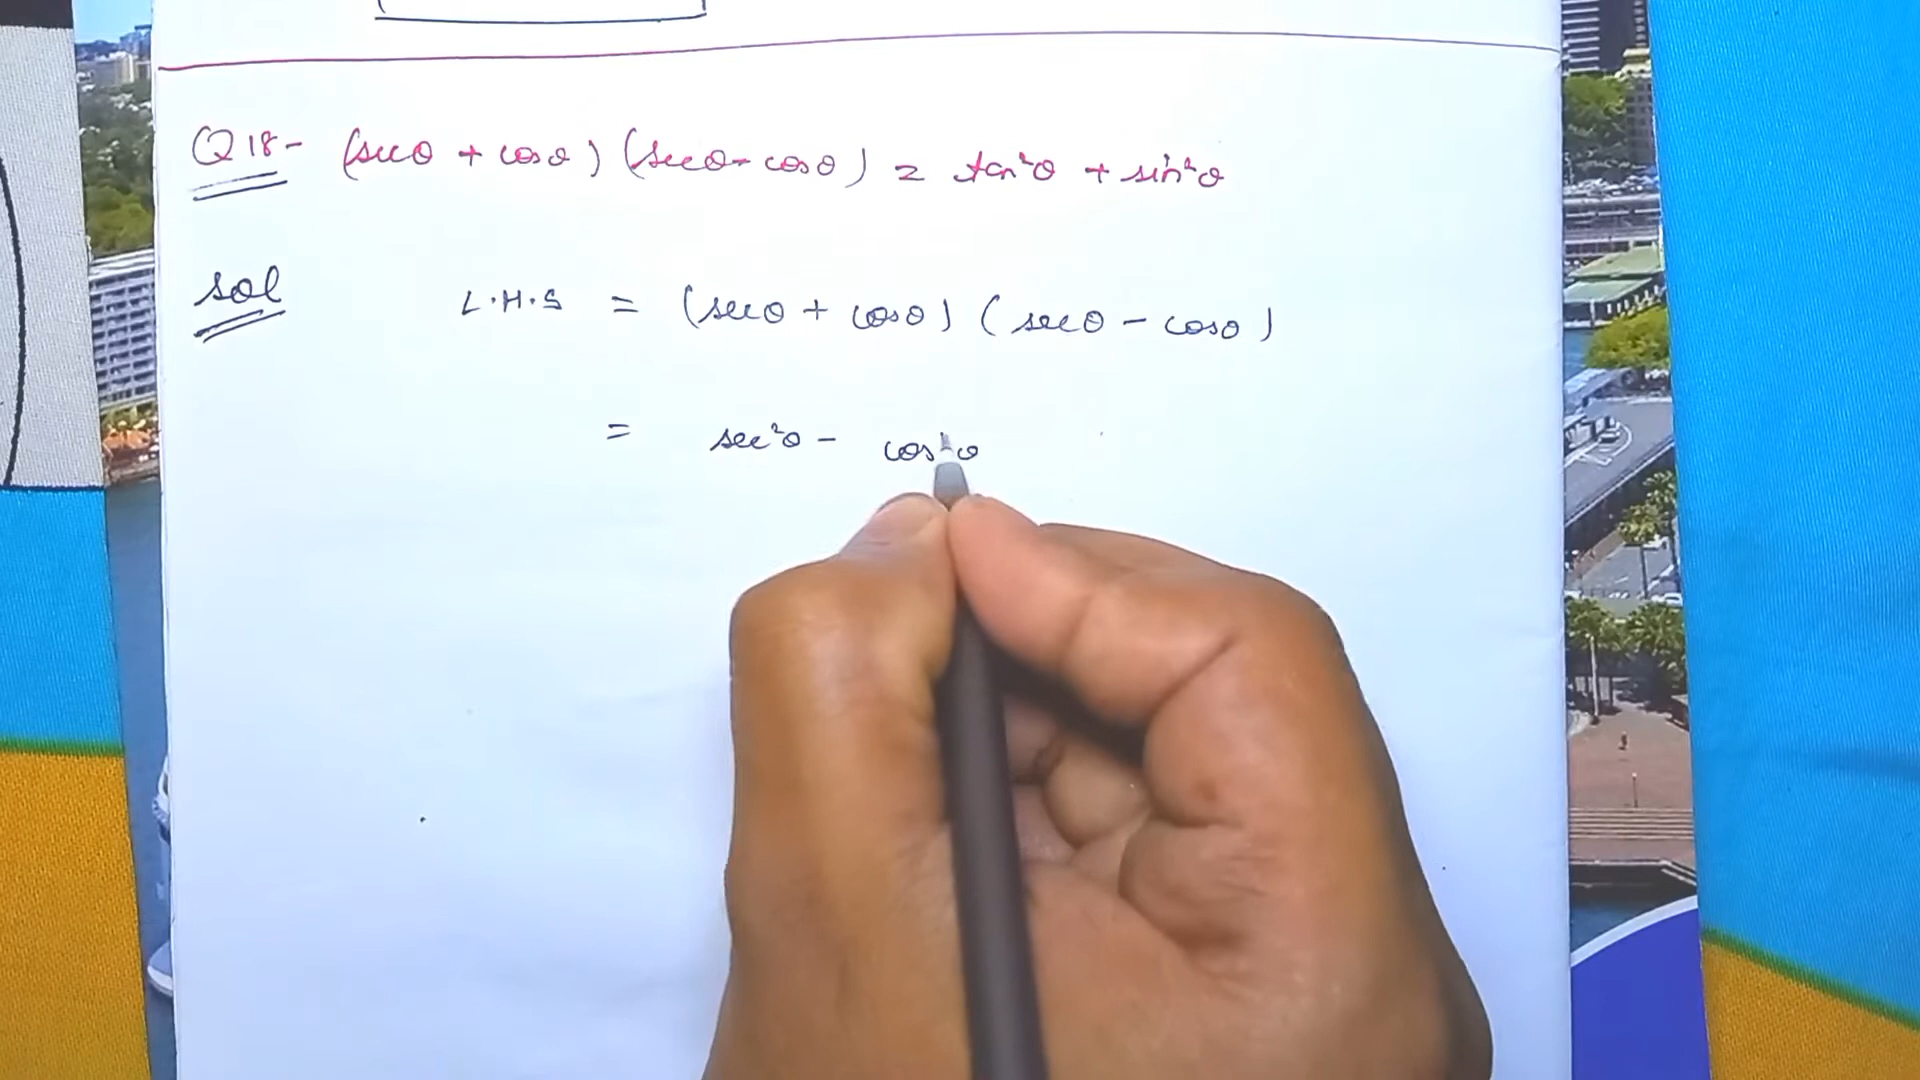 Q18- (secθ + cosθ) (secθ - cosθ) = tan²θ + sin²θ
sol L.H.S = (secθ + cosθ) (secθ - cosθ)
= sec²θ - cos²θ